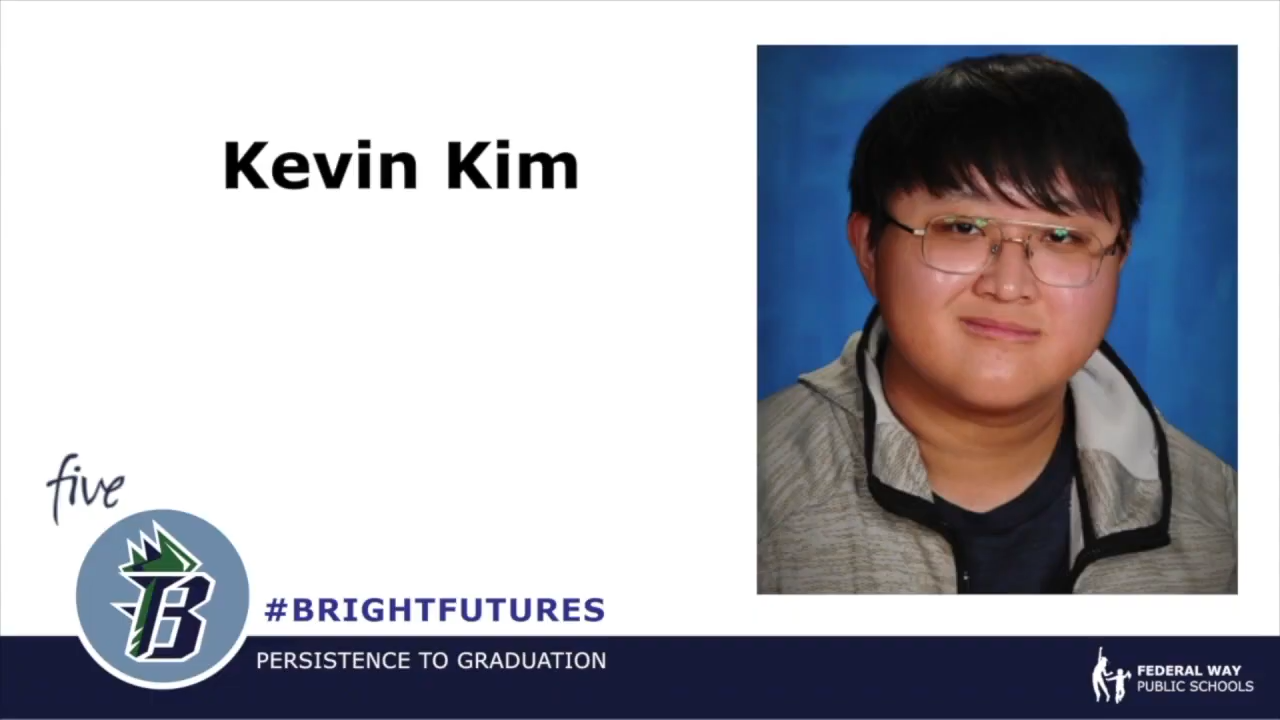 Kevin Kim
five
B
#BRIGHTFUTURES
PERSISTENCE TO GRADUATION
FEDERAL WAY
PUBLIC SCHOOLS